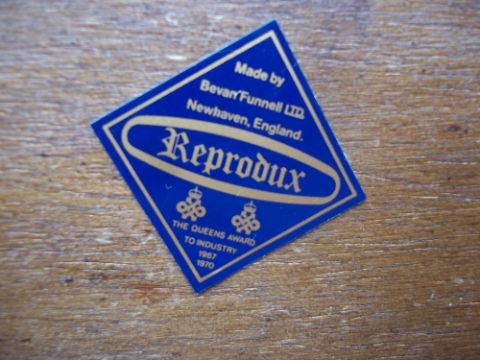 Made by
Bevan Funnell LTD.
Newhaven, England.
Reprodux
THE QUEENS AWARD
TO INDUSTRY
1967
1970